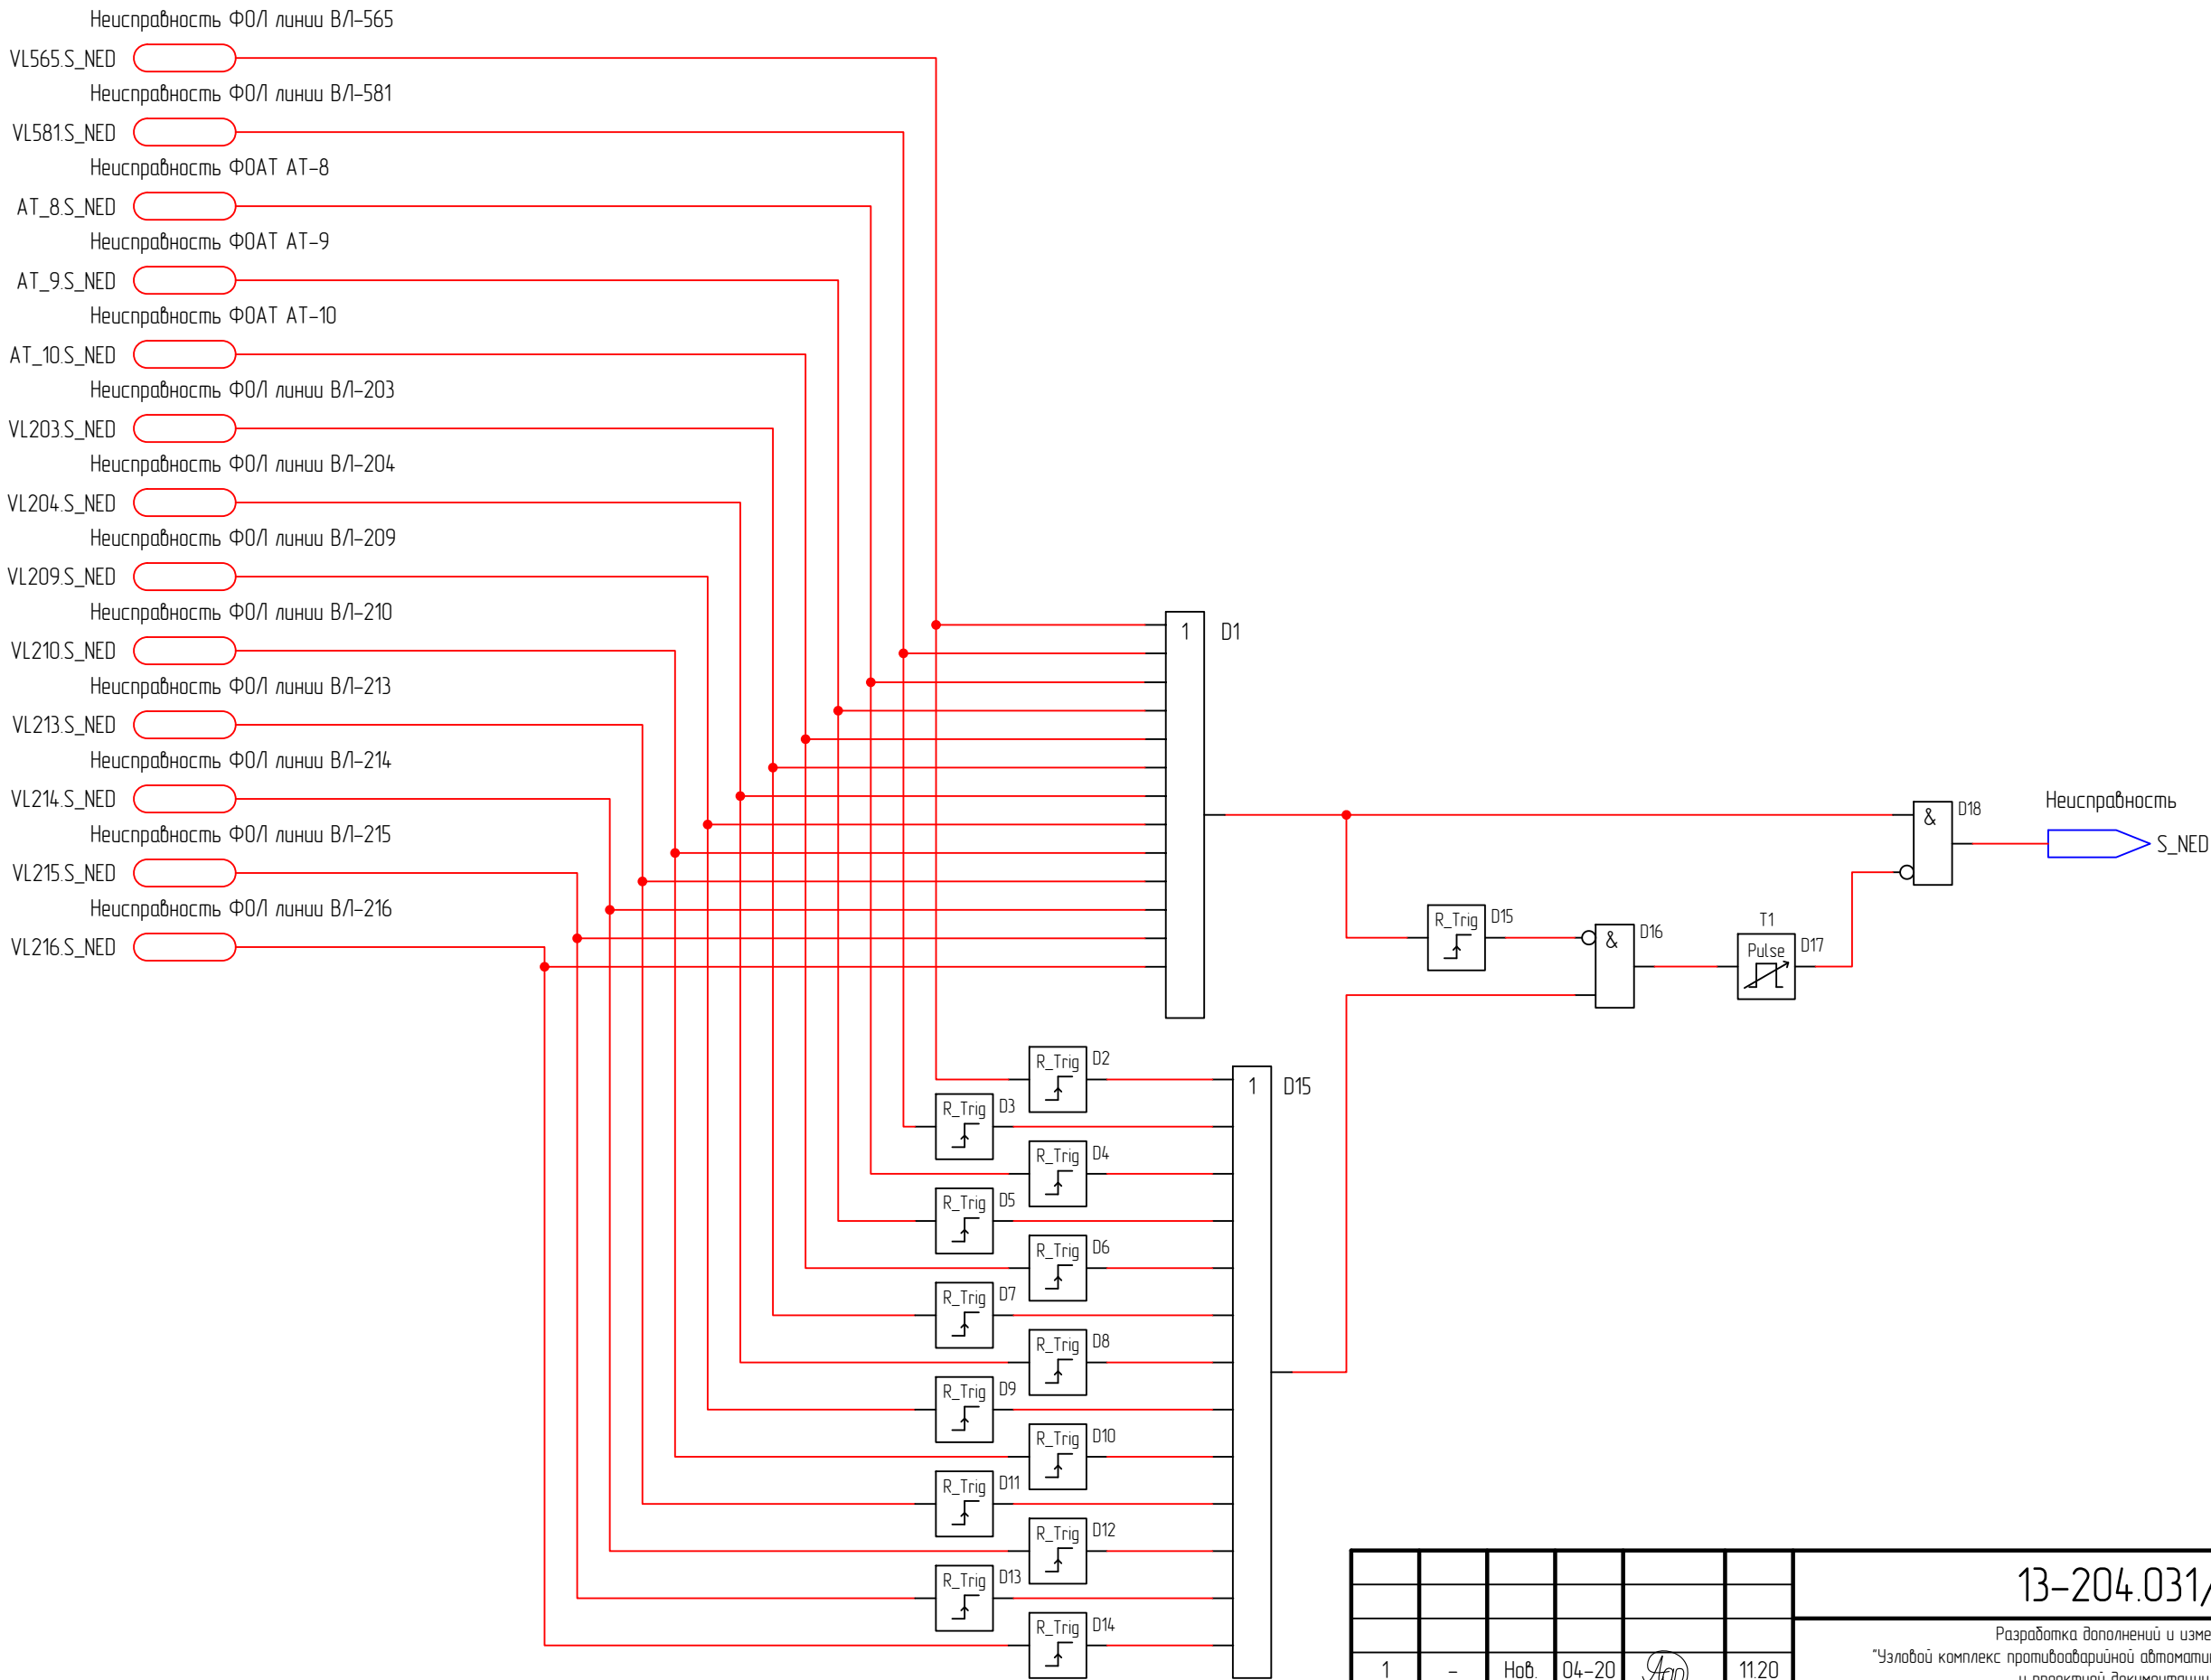 Неисправность ФОЛ линии ВЛ-565
VL565.S_NED
Неисправность ФОЛ линии ВЛ-581
VL581.S_NED
Неисправность ФОАТ АТ-8
AT_8.S_NED
Неисправность ФОАТ АТ-9
AT_9.S_NED
Неисправность ФОАТ АТ-10
AT_10.S_NED
Неисправность ФОЛ линии ВЛ-203
VL203.S_NED
Неисправность ФОЛ линии ВЛ-204
VL204.S_NED
Неисправность ФОЛ линии ВЛ-209
VL209.S_NED
Неисправность ФОЛ линии ВЛ-210
VL210.S_NED
Неисправность ФОЛ линии ВЛ-213
VL213.S_NED
Неисправность ФОЛ линии ВЛ-214
VL214.S_NED
Неисправность ФОЛ линии ВЛ-215
VL215.S_NED
Неисправность ФОЛ линии ВЛ-216
VL216.S_NED
1 D1
R_Trig D15
& D16
T1
Pulse D17
& D18
Неисправность
S_NED
R_Trig D2
R_Trig D3
R_Trig D4
R_Trig D5
R_Trig D6
R_Trig D7
R_Trig D8
R_Trig D9
R_Trig D10
R_Trig D11
R_Trig D12
R_Trig D13
R_Trig D14
1 D15
13-204.031/
Разработка дополнений и изме
"Узловой комплекс противоаварийной автомати
и проектной документации
1 - Нов. 04-20 11.20